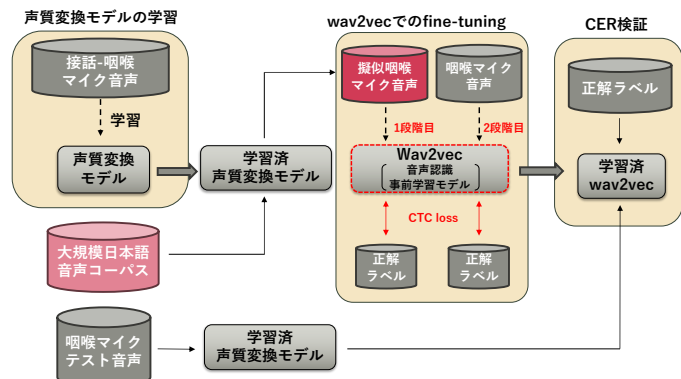 声質変換モデルの学習
接話-咽喉
マイク音声
学習
声質変換
モデル
学習済
声質変換モデル
大規模日本語
音声コーパス
咽喉マイク
テスト音声
学習済
声質変換モデル
wav2vecでのfine-tuning
擬似咽喉
マイク音声
咽喉マイク
音声
1段階目
2段階目
Wav2vec
音声認識
事前学習モデル
CTC loss
正解
ラベル
正解
ラベル
CER検証
正解ラベル
学習済
wav2vec